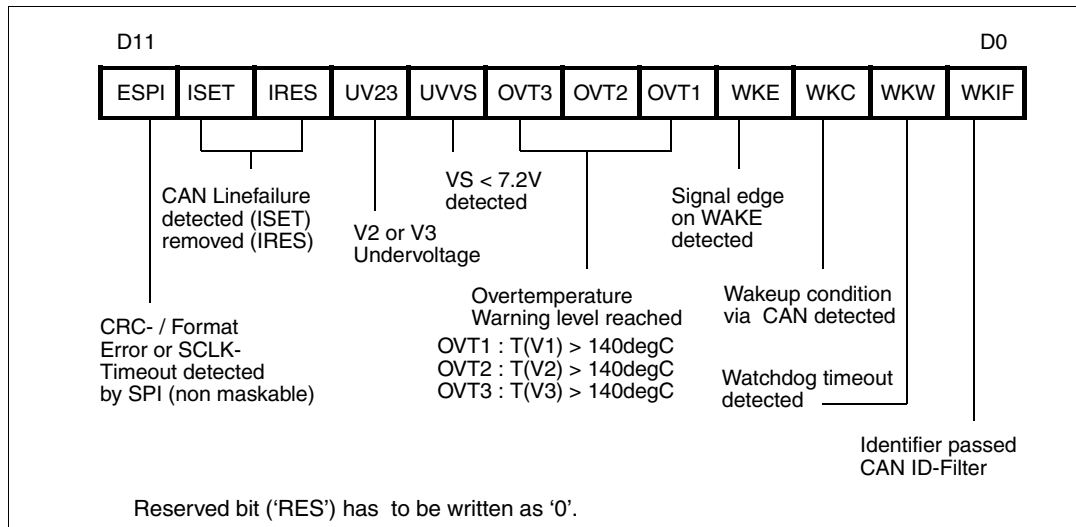 D11 D0
ESPI ISET IRES UV23 UVVS OVT3 OVT2 OVT1 WKE WKC WKW WKIF
CAN Linefailure
detected (ISET)
removed (IRES)
V2 or V3
Undervoltage
VS < 7.2V
detected
Signal edge
on WAKE
detected
CRC- / Format
Error or SCLK-
Timeout detected
by SPI (non maskable)
Overtemperature
Warning level reached
OVT1 : T(V1) > 140degC
OVT2 : T(V2) > 140degC
OVT3 : T(V3) > 140degC
Wakeup condition
via CAN detected
Watchdog timeout
detected
Identifier passed
CAN ID-Filter
Reserved bit (‘RES’) has to be written as ‘0’.